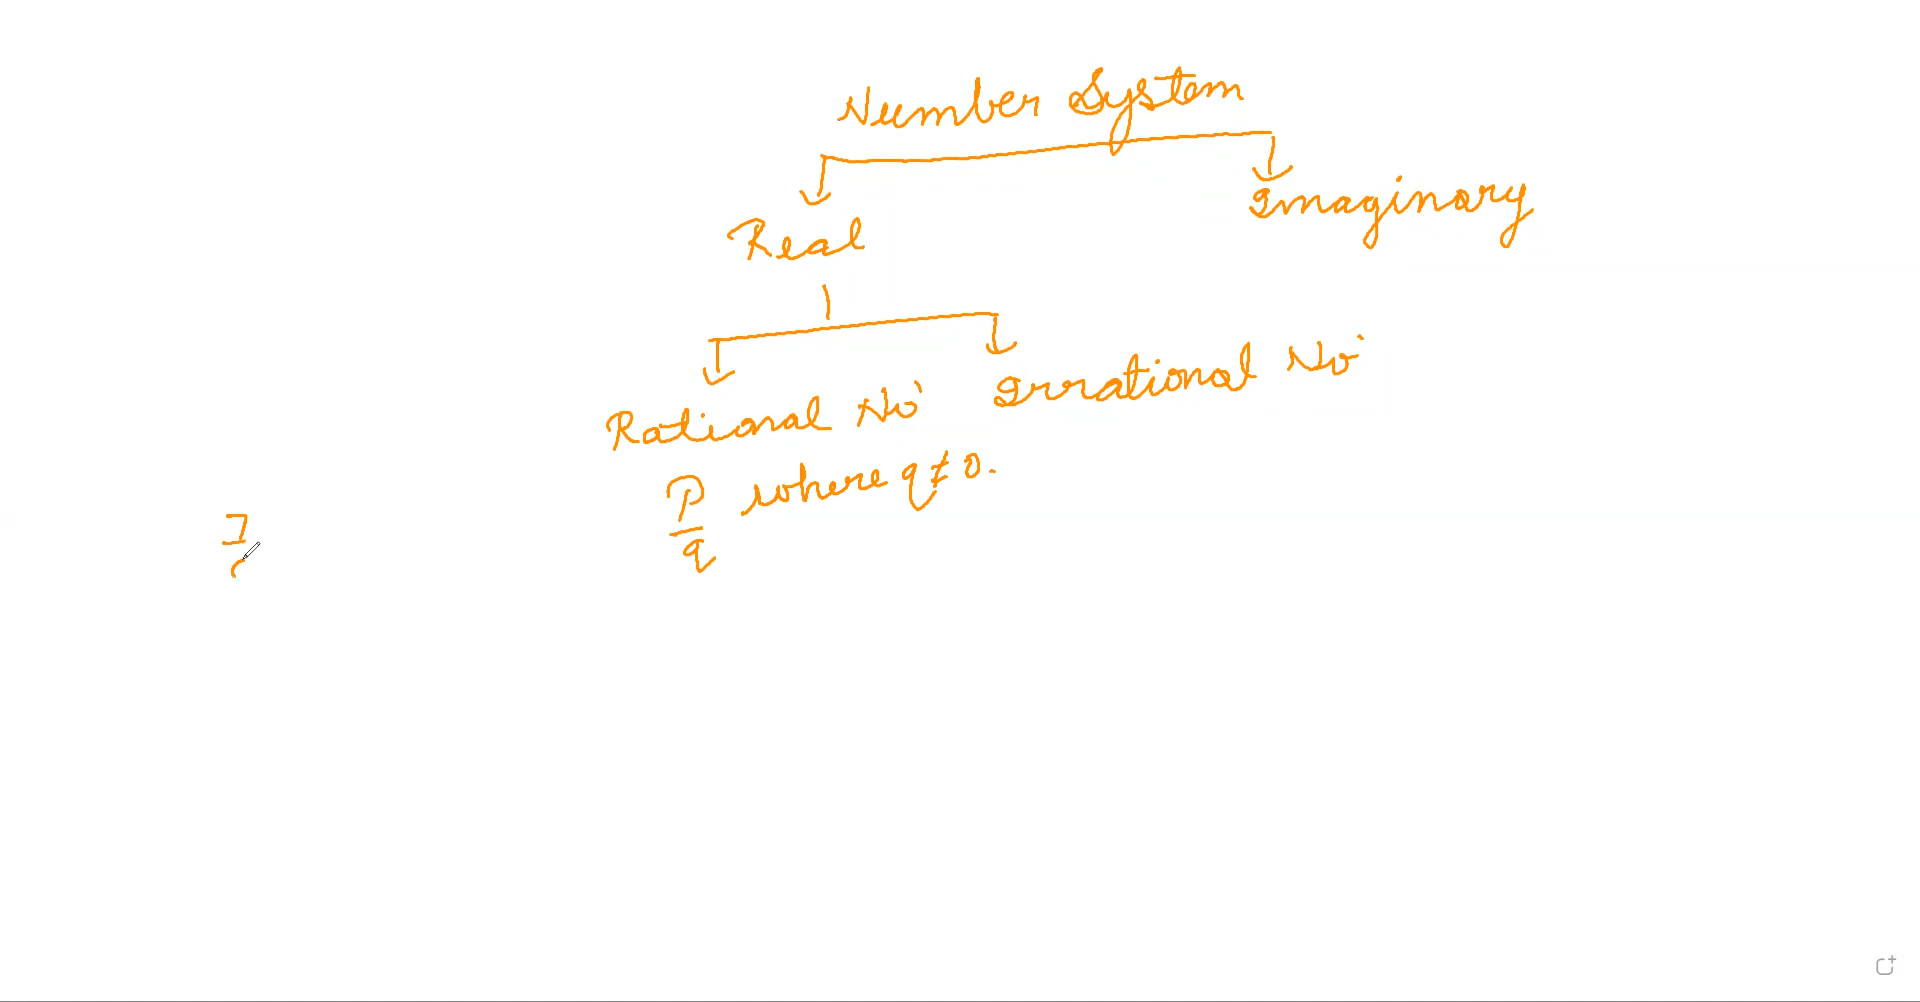 Number System
Imaginary
Real
Irrational No.
Rational No.
P/q where q ≠ 0.